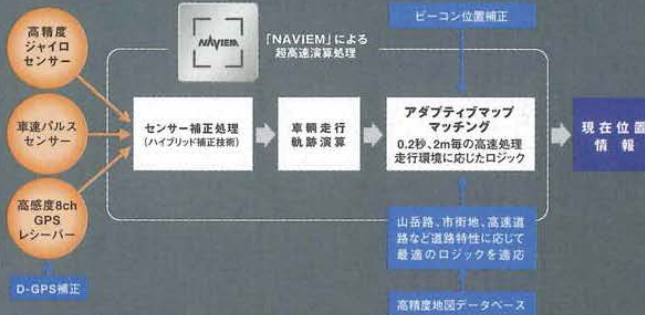 高精度
ジャイロ
センサー
車速パルス
センサー
高感度8ch
GPS
レシーバー
D-GPS補正
NAVIEM
「NAVIEM」による
超高速演算処理
センサー補正処理
(ハイブリッド補正技術)
車輌走行
軌跡演算
ビーコン位置補正
アダプティブマップ
マッチング
0.2秒、2m毎の高速処理
走行環境に応じたロジック
山岳路、市街地、高速道
路など道路特性に応じて
最適のロジックを適応
高精度地図データベース
現在位置
情報